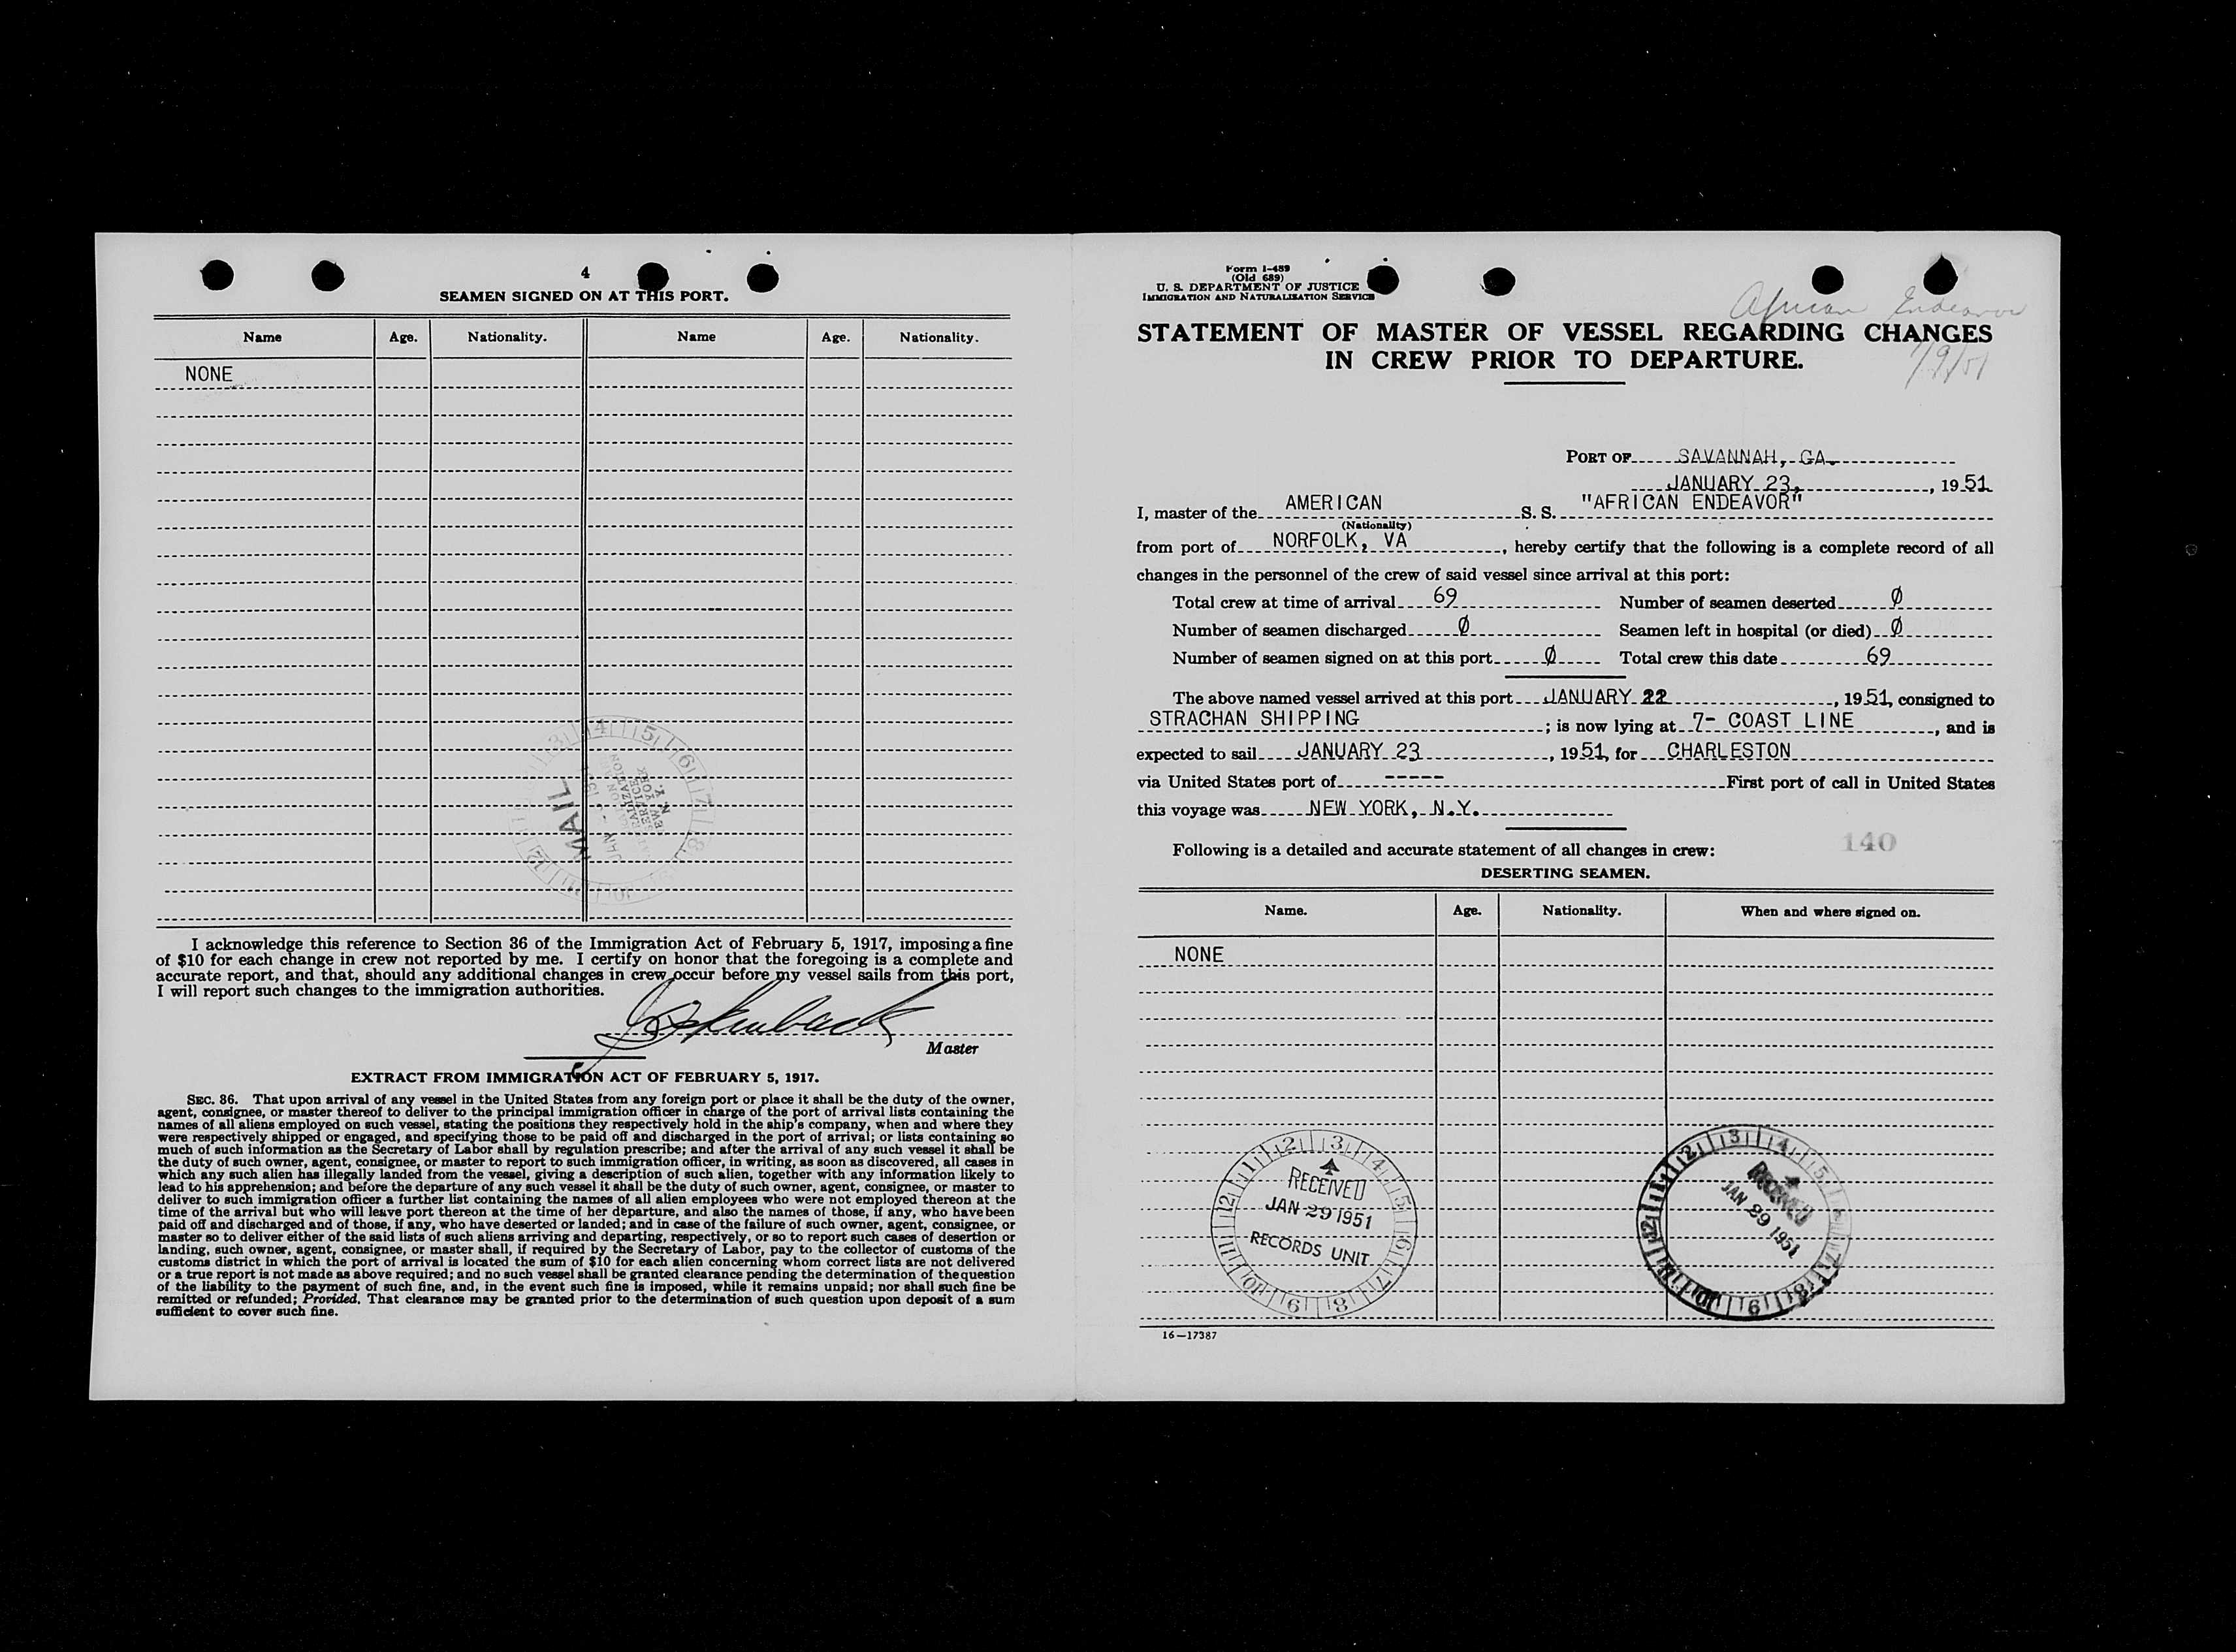 4
SEAMEN SIGNED ON AT THIS PORT.
Name Age. Nationality. Name Age. Nationality.
NONE
MAIL
I acknowledge this reference to Section 36 of the Immigration Act of February 5, 1917, imposing a fine
of $10 for each change in crew not reported by me. I certify on honor that the foregoing is a complete and
accurate report, and that, should any additional changes in crew occur before my vessel sails from this port,
I will report such changes to the immigration authorities.
Master
EXTRACT FROM IMMIGRATION ACT OF FEBRUARY 5, 1917.
SEC. 36. That upon arrival of any vessel in the United States from any foreign port or place it shall be the duty of the owner,
agent, consignee, or master thereof to deliver to the principal immigration officer in charge of the port of arrival lists containing the
names of all aliens employed on such vessel, stating the positions they respectively hold in the ship's company, when and where they
were respectively shipped or engaged, and specifying those to be paid off and discharged in the port of arrival; or lists containing so
much of such information as the Secretary of Labor shall by regulation prescribe; and after the arrival of any such vessel it shall be
the duty of such owner, agent, consignee, or master to report to such immigration officer, in writing, as soon as discovered, all cases in
which any such alien has illegally landed from the vessel, giving a description of such alien, together with any information likely to
lead to his apprehension; and before the departure of any such vessel it shall be the duty of such owner, agent, consignee, or master to
deliver to such immigration officer a further list containing the names of all alien employees who were not employed thereon at the
time of the arrival but who will leave port thereon at the time of her departure, and also the names of those, if any, who have been
paid off and discharged and of those, if any, who have deserted or landed; and in case of the failure of such owner, agent, consignee, or
master so to deliver either of the said lists of such aliens arriving and departing, respectively, or so to report such cases of desertion or
landing, such owner, agent, consignee, or master shall, if required by the Secretary of Labor, pay to the collector of customs of the
customs district in which the port of arrival is located the sum of $10 for each alien concerning whom correct lists are not delivered
or a true report is not made as above required; and no such vessel shall be granted clearance pending the determination of the question
of the liability to the payment of such fine, and, in the event such fine is imposed, while it remains unpaid; nor shall such fine be
remitted or refunded; Provided, That clearance may be granted prior to the determination of such question upon deposit of a sum
sufficient to cover such fine.
Form I-489
(Old 689)
U. S. DEPARTMENT OF JUSTICE
IMMIGRATION AND NATURALIZATION SERVICE
African Endeavor
STATEMENT OF MASTER OF VESSEL REGARDING CHANGES
IN CREW PRIOR TO DEPARTURE.
1/9/51
PORT OF SAVANNAH, GA.
JANUARY 23, , 1951
I, master of the AMERICAN S. S. "AFRICAN ENDEAVOR"
(Nationality)
from port of NORFOLK, VA , hereby certify that the following is a complete record of all
changes in the personnel of the crew of said vessel since arrival at this port:
Total crew at time of arrival 69 Number of seamen deserted Ø
Number of seamen discharged Ø Seamen left in hospital (or died) Ø
Number of seamen signed on at this port Ø Total crew this date 69
The above named vessel arrived at this port JANUARY 22 , 1951, consigned to
STRACHAN SHIPPING ; is now lying at 7- COAST LINE , and is
expected to sail JANUARY 23 , 1951, for CHARLESTON
via United States port of ----- First port of call in United States
this voyage was NEW YORK, N.Y.
140
Following is a detailed and accurate statement of all changes in crew:
DESERTING SEAMEN.
Name. Age. Nationality. When and where signed on.
NONE
RECEIVED
JAN 29 1951
RECORDS UNIT
RECEIVED
JAN 29 1951
16—17387